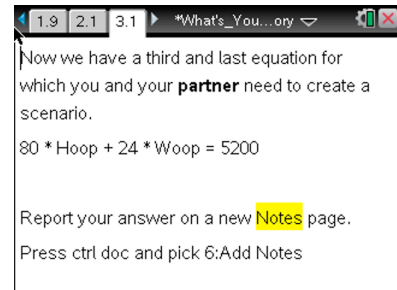 1.9 2.1 3.1 *What's_You...ory
Now we have a third and last equation for
which you and your partner need to create a
scenario.
80 * Hoop + 24 * Woop = 5200
Report your answer on a new Notes page.
Press ctrl doc and pick 6:Add Notes